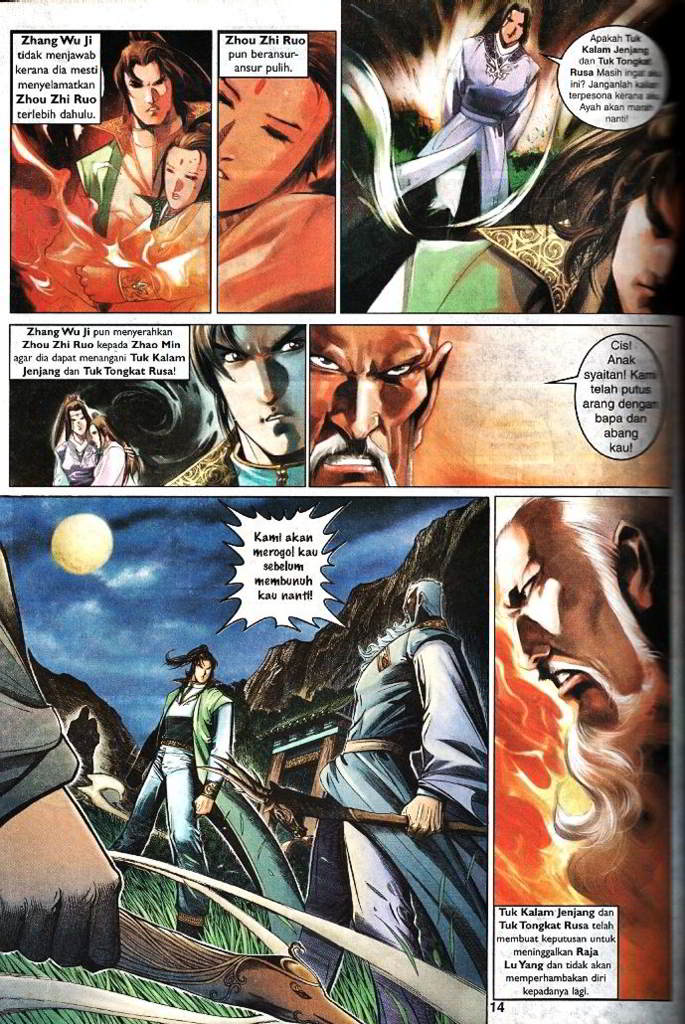 Zhang Wu Ji
tidak menjawab
kerana dia mesti
menyelamatkan
Zhou Zhi Ruo
terlebih dahulu.
Zhou Zhi Ruo
pun beransur-
ansur pulih.
Apakah Tuk
Kalam Jenjang
dan Tuk Tongkat
Rusa Masih ingat aku
ini? Janganlah kalian
terpesona kerana
Ayah akan marah
nanti!
Zhang Wu Ji pun menyerahkan
Zhou Zhi Ruo kepada Zhao Min
agar dia dapat menangani Tuk Kalam
Jenjang dan Tuk Tongkat Rusa!
Cis!
Anak
syaitan! Kami
telah putus
arang dengan
bapa dan
abang
kau!
Kami akan
merogol kau
sebelum
membunuh
kau nanti!
Tuk Kalam Jenjang dan
Tuk Tongkat Rusa telah
membuat keputusan untuk
meninggalkan Raja
Lu Yang dan tidak akan
memperhambakan diri
kepadanya lagi.
14